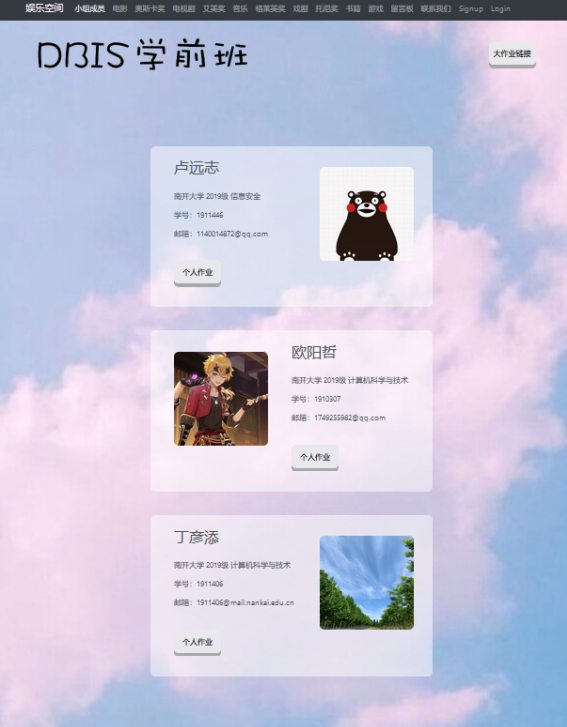 娱乐空间 小组成员 电影 奥斯卡奖 电视剧 艾美奖 音乐 格莱美奖 戏剧 托尼奖 书籍 游戏 留言板 联系我们 Signup Login
DBIS学前班
大作业链接
卢远志
南开大学 2019级 信息安全
学号：1911446
邮箱：1140014872@qq.com
个人作业
欧阳哲
南开大学 2019级 计算机科学与技术
学号：1910307
邮箱：1749255982@qq.com
个人作业
丁彦添
南开大学 2019级 计算机科学与技术
学号：1911406
邮箱：1911406@mail.nankai.edu.cn
个人作业